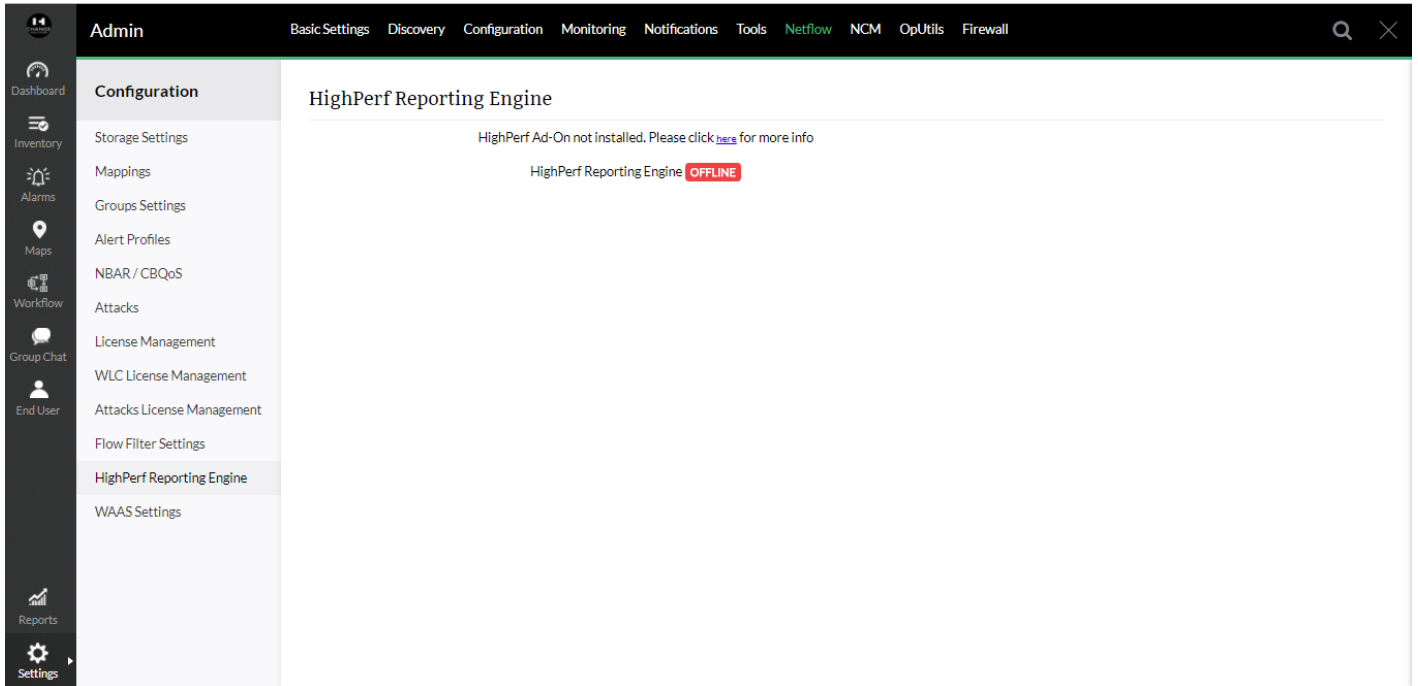 CHANGE
Admin
Basic Settings Discovery Configuration Monitoring Notifications Tools Netflow NCM OpUtils Firewall
Dashboard
Inventory
Alarms
Maps
Workflow
Group Chat
End User
Reports
Settings
Configuration
Storage Settings
Mappings
Groups Settings
Alert Profiles
NBAR / CBQoS
Attacks
License Management
WLC License Management
Attacks License Management
Flow Filter Settings
HighPerf Reporting Engine
WAAS Settings
HighPerf Reporting Engine
HighPerf Ad-On not installed. Please click here for more info
HighPerf Reporting Engine OFFLINE